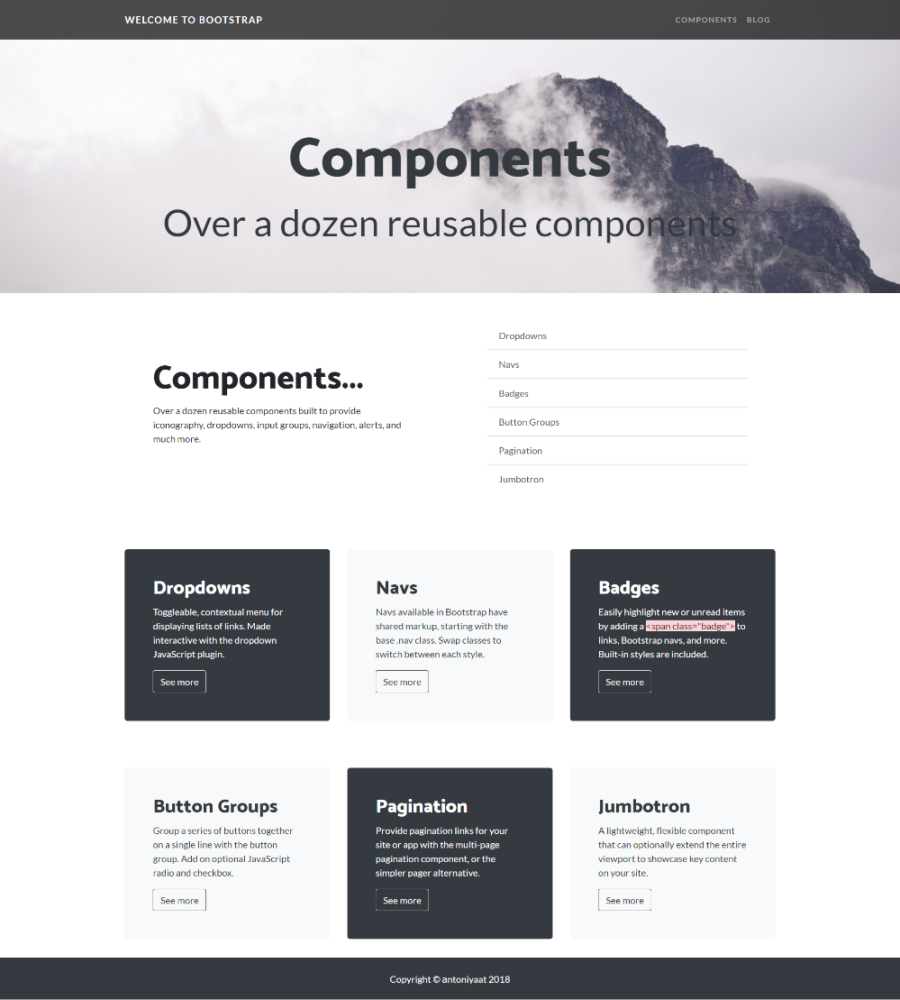 WELCOME TO BOOTSTRAP
COMPONENTS BLOG
Components
Over a dozen reusable components
Components...
Over a dozen reusable components built to provide
iconography, dropdowns, input groups, navigation, alerts, and
much more.
Dropdowns
Navs
Badges
Button Groups
Pagination
Jumbotron
Dropdowns
Toggleable, contextual menu for
displaying lists of links. Made
interactive with the dropdown
JavaScript plugin.
See more
Navs
Navs available in Bootstrap have
shared markup, starting with the
base .nav class. Swap classes to
switch between each style.
See more
Badges
Easily highlight new or unread items
by adding a <span class="badge"> to
links, Bootstrap navs, and more.
Built-in styles are included.
See more
Button Groups
Group a series of buttons together
on a single line with the button
group. Add on optional JavaScript
radio and checkbox.
See more
Pagination
Provide pagination links for your
site or app with the multi-page
pagination component, or the
simpler pager alternative.
See more
Jumbotron
A lightweight, flexible component
that can optionally extend the entire
viewport to showcase key content
on your site.
See more
Copyright © antoniyaat 2018